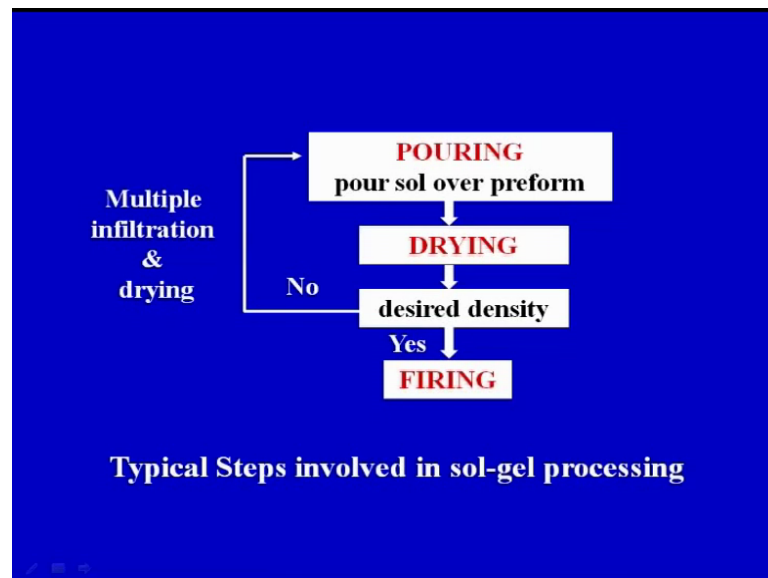 POURING
pour sol over preform
Multiple
infiltration
&
drying
DRYING
No
desired density
Yes
FIRING
Typical Steps involved in sol-gel processing